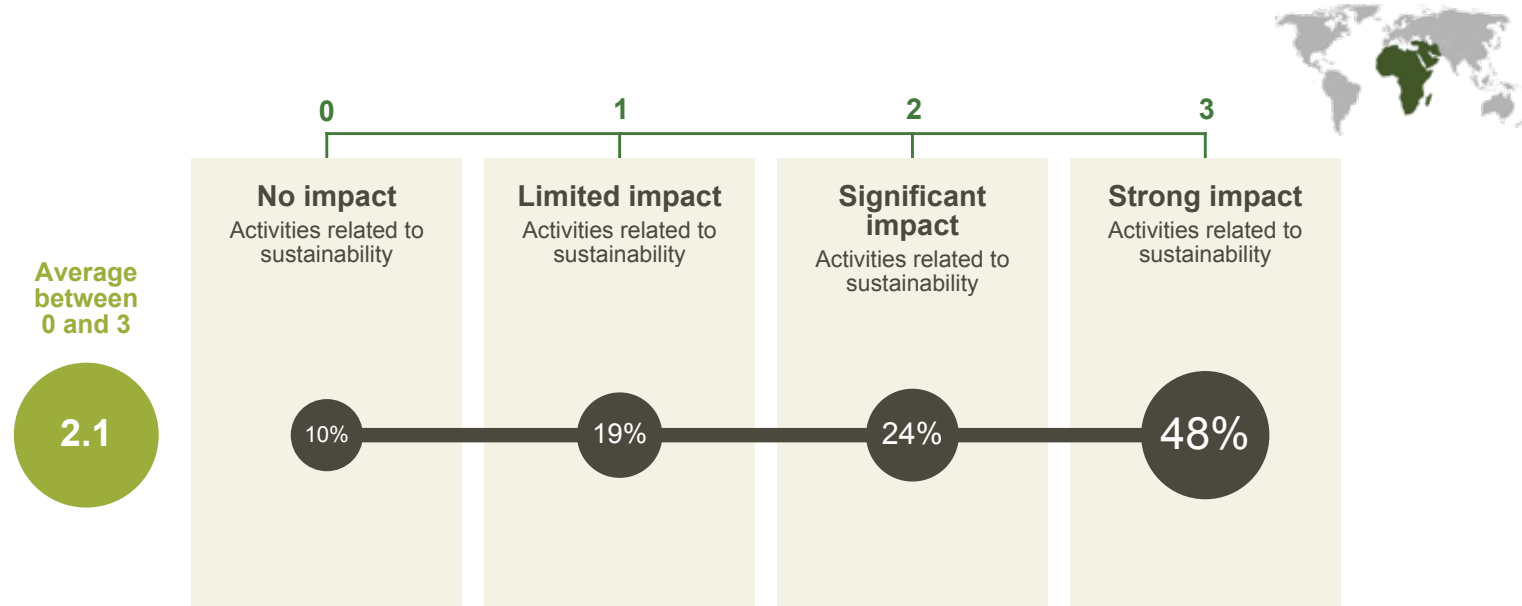 0
1
2
3
No impact
Activities related to
sustainability
Limited impact
Activities related to
sustainability
Significant
impact
Activities related to
sustainability
Strong impact
Activities related to
sustainability
Average
between
0 and 3
2.1
10%
19%
24%
48%